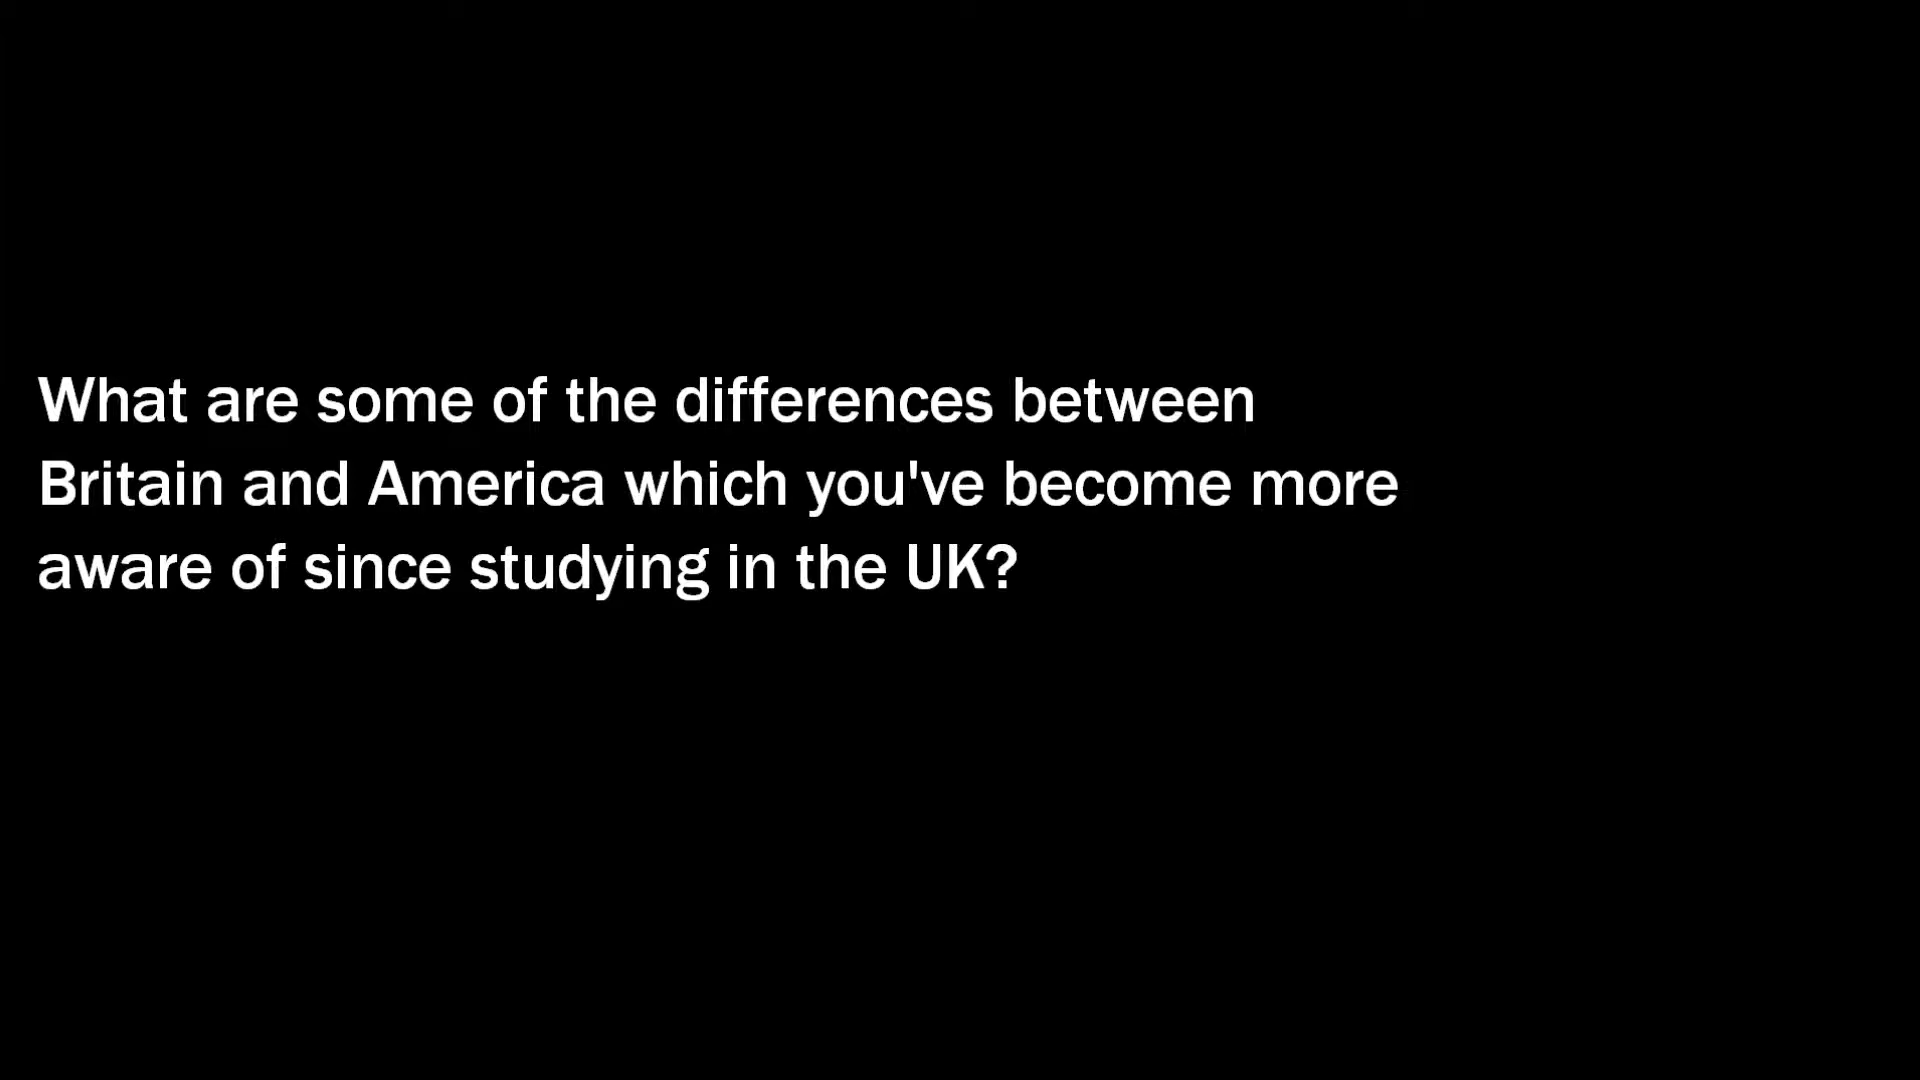 What are some of the differences between
Britain and America which you've become more
aware of since studying in the UK?